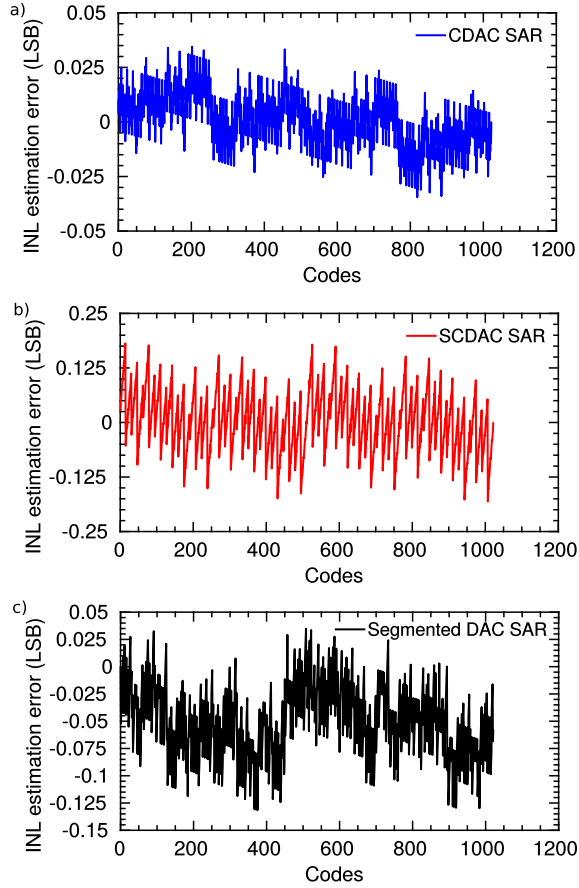 a)
0.05
CDAC SAR
0.025
0
-0.025
-0.05
INL estimation error (LSB)
0 200 400 600 800 1000 1200
Codes
b)
0.25
SCDAC SAR
0.125
0
-0.125
-0.25
INL estimation error (LSB)
0 200 400 600 800 1000 1200
Codes
c)
0.05
Segmented DAC SAR
0.025
0
-0.025
-0.05
-0.075
-0.1
-0.125
-0.15
INL estimation error (LSB)
0 200 400 600 800 1000 1200
Codes